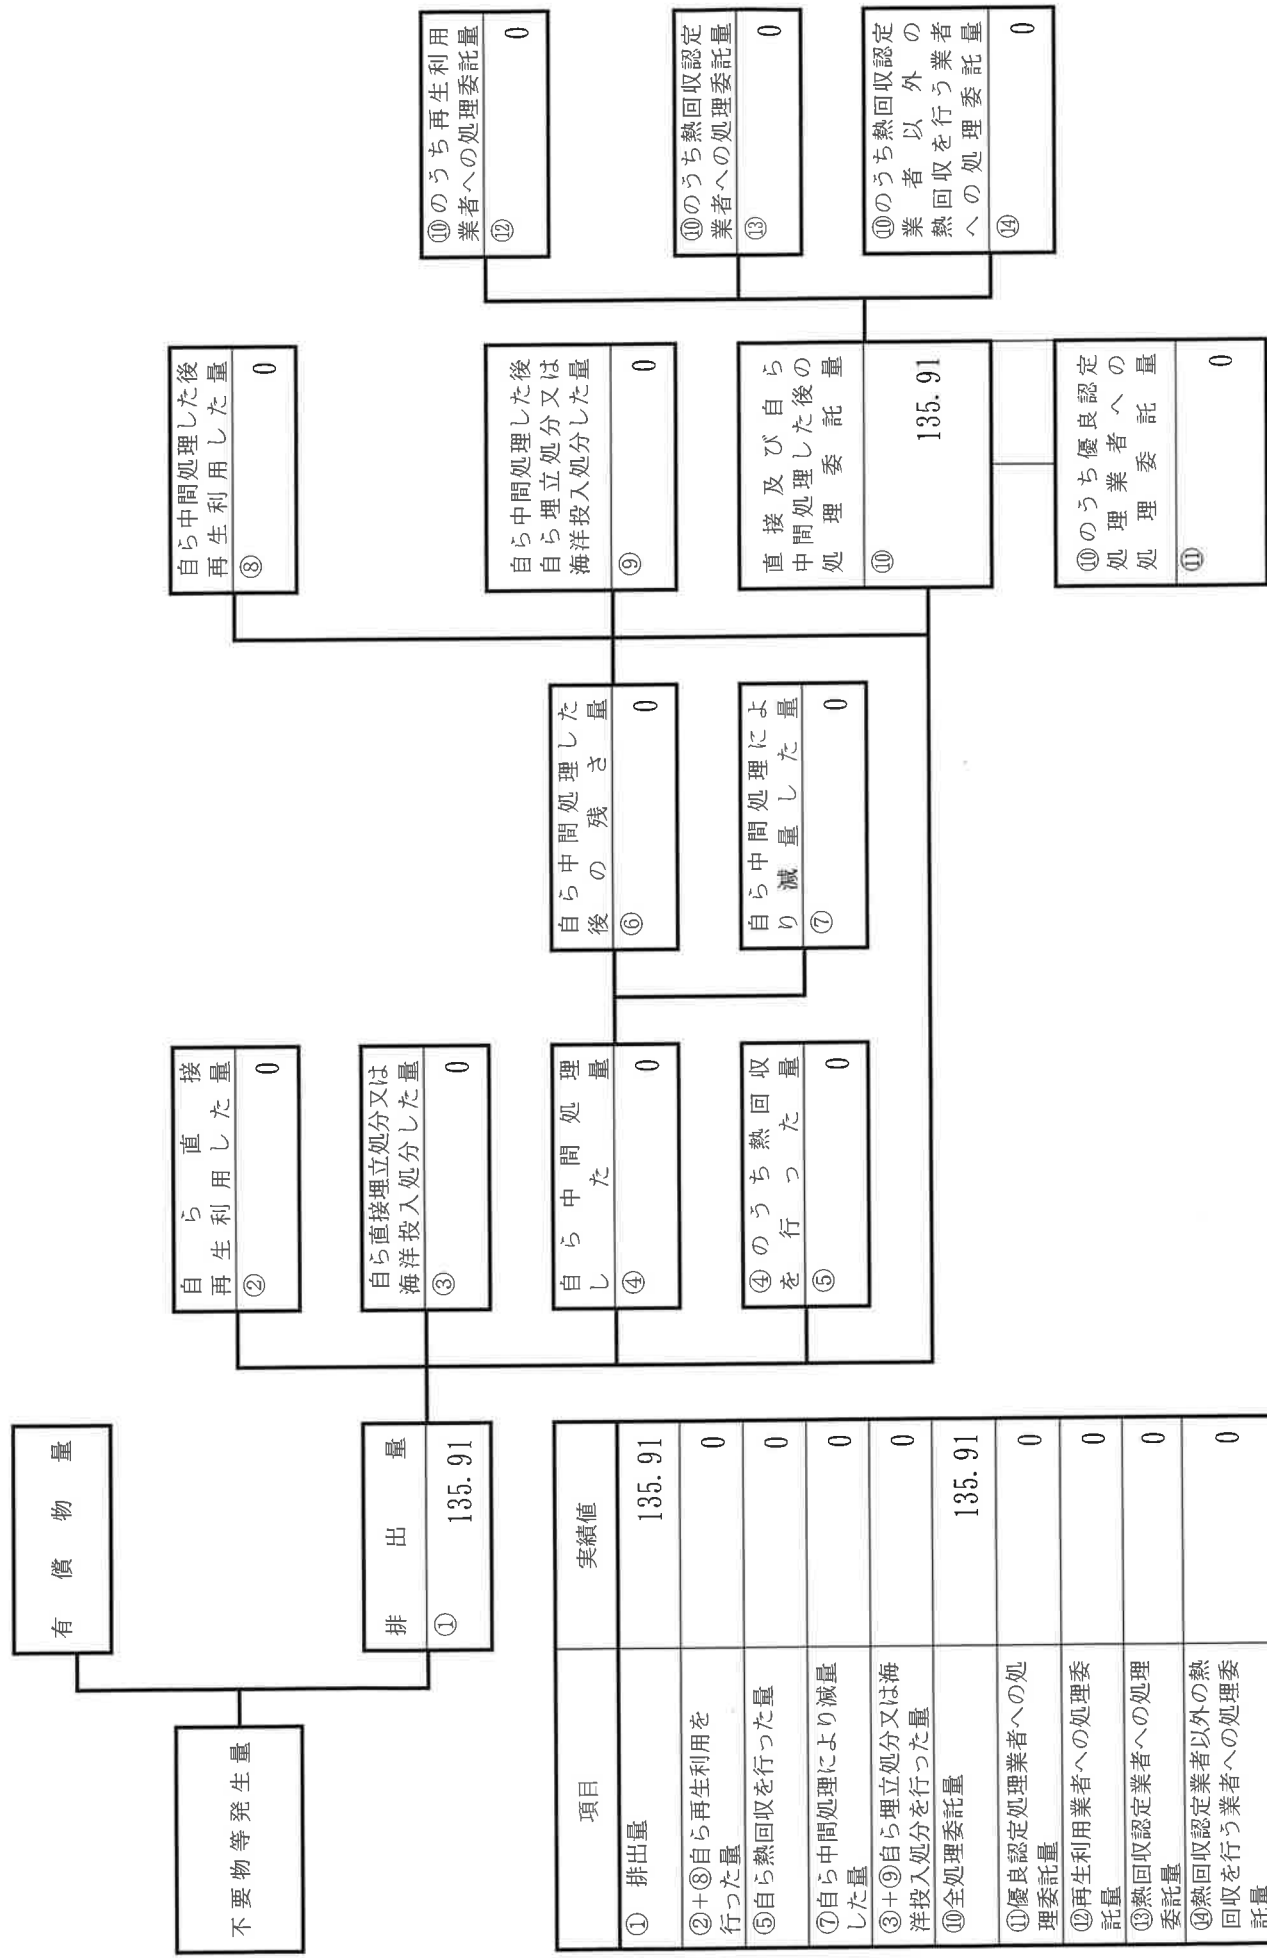 不要物等発生量
有償物量
排出量
① 135.91
自ら直接
再生利用した量
② 0
自ら直接埋立処分又は
海洋投入処分した量
③ 0
自ら中間処理
した量
④ 0
④のうち熱回収
を行った量
⑤ 0
自ら中間処理した
後の残さ量
⑥ 0
自ら中間処理によ
り減量した量
⑦ 0
自ら中間処理した後
再生利用した量
⑧ 0
自ら中間処理した後
自ら埋立処分又は
海洋投入処分した量
⑨ 0
直接及び自ら
中間処理した後の
処理委託量
⑩ 135.91
⑩のうち優良認定
処理業者への
処理委託量
⑪ 0
⑩のうち再生利用
業者への処理委託量
⑫ 0
⑩のうち熱回収認定
業者への処理委託量
⑬ 0
⑩のうち熱回収認定
業者以外の
熱回収を行う業者
への処理委託量
⑭ 0
項目 実績値
① 排出量 135.91
②+⑧自ら再生利用を
行った量 0
⑤自ら熱回収を行った量 0
⑦自ら中間処理により減量
した量 0
③+⑨自ら埋立処分又は海
洋投入処分を行った量 0
⑩全処理委託量 135.91
⑪優良認定処理業者への処
理委託量 0
⑫再生利用業者への処理委
託量 0
⑬熱回収認定業者への処理
委託量 0
⑭熱回収認定業者以外の熱
回収を行う業者への処理委
託量 0